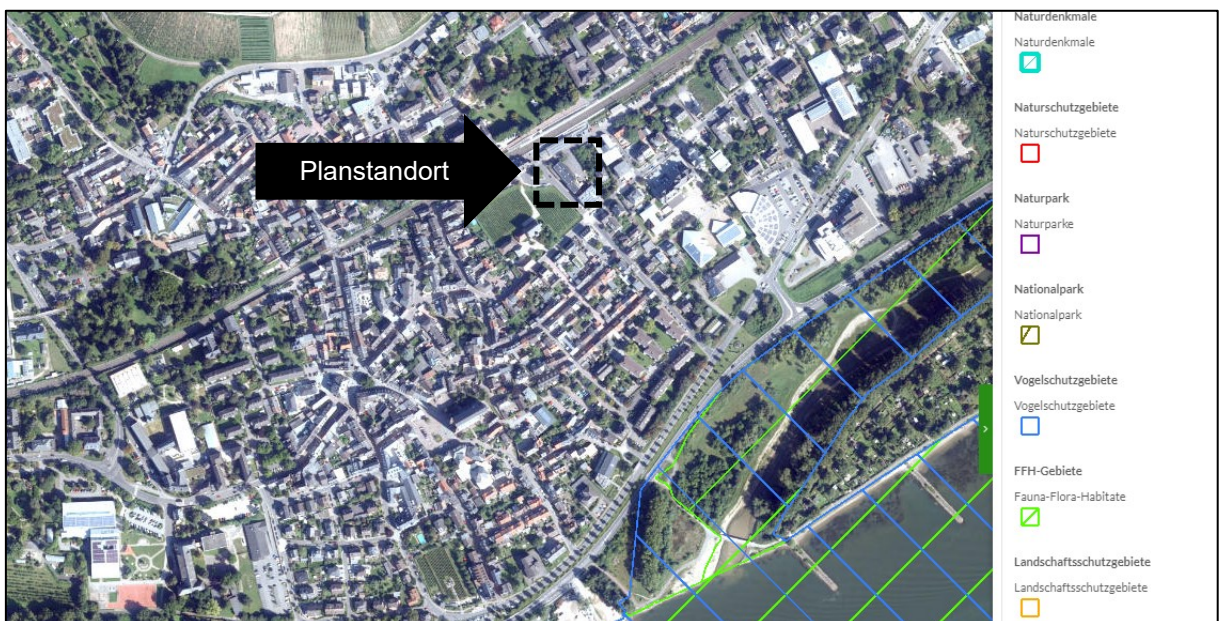 Planstandort
Naturdenkmale
Naturdenkmale
Naturschutzgebiete
Naturschutzgebiete
Naturpark
Naturparke
Nationalpark
Nationalpark
Vogelschutzgebiete
Vogelschutzgebiete
FFH-Gebiete
Fauna-Flora-Habitate
Landschaftsschutzgebiete
Landschaftsschutzgebiete